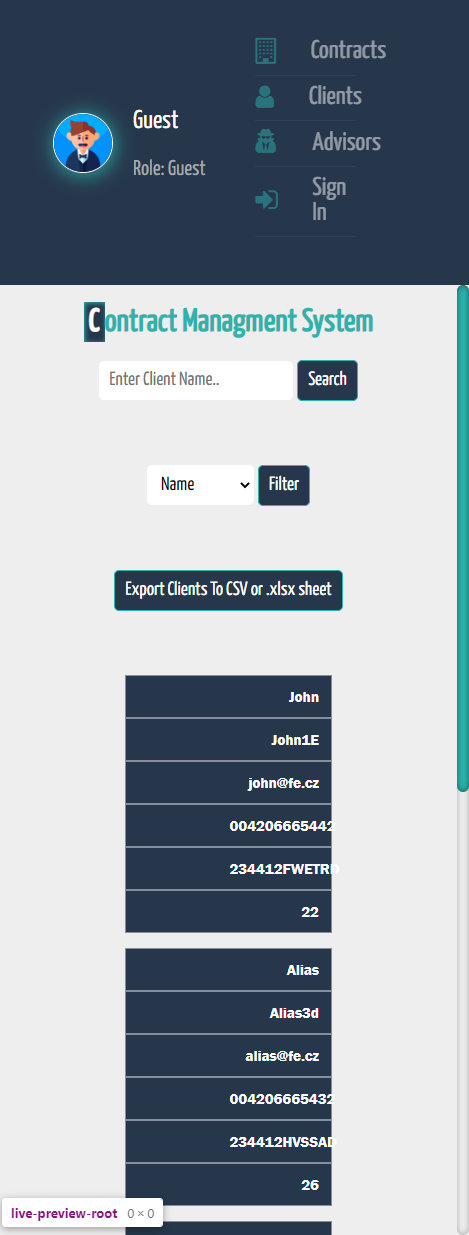 Guest
Role: Guest
Contracts
Clients
Advisors
Sign
In
Contract Managment System
Enter Client Name..
Search
Name
Filter
Export Clients To CSV or .xlsx sheet
John
John1E
john@fe.cz
004206665442
234412FWETRD
22
Alias
Alias3d
alias@fe.cz
004206665432
234412HVSSAD
26
live-preview-root 0 × 0